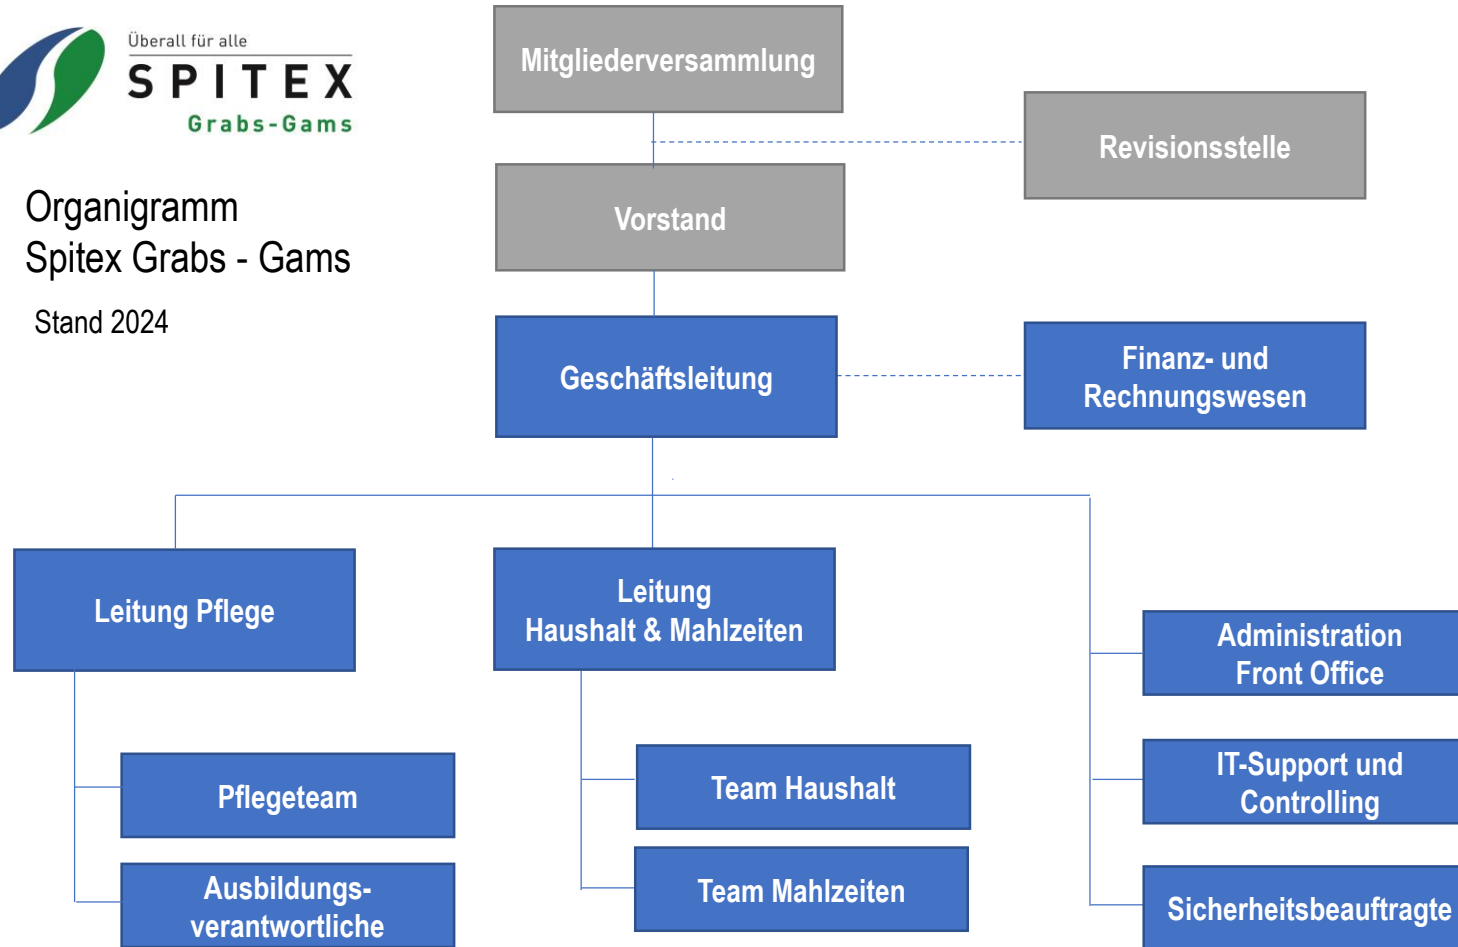 Überall für alle
SPITEX
Grabs-Gams
Organigramm
Spitex Grabs - Gams
Stand 2024
Mitgliederversammlung
Revisionsstelle
Vorstand
Geschäftsleitung
Finanz- und
Rechnungswesen
Leitung Pflege
Leitung
Haushalt & Mahlzeiten
Administration
Front Office
Pflegeteam
Team Haushalt
IT-Support und
Controlling
Ausbildungs-
verantwortliche
Team Mahlzeiten
Sicherheitsbeauftragte